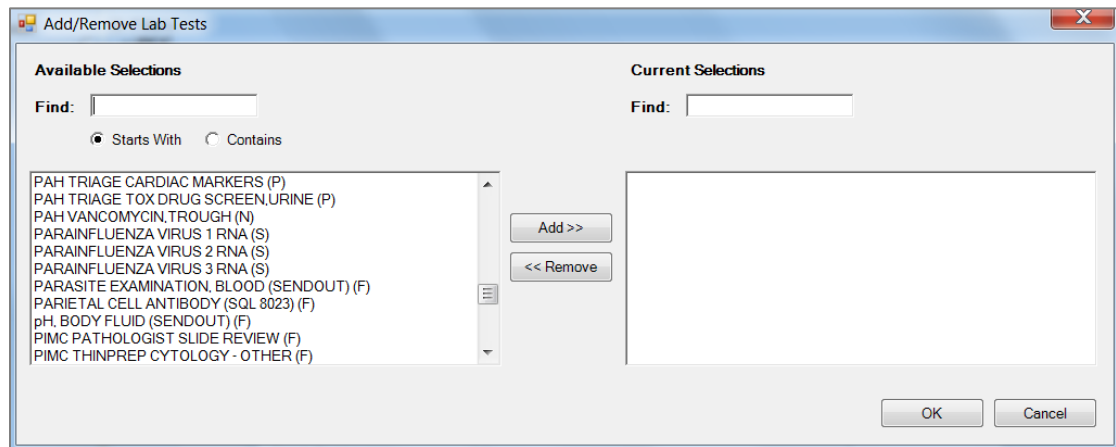 Add/Remove Lab Tests
X
Available Selections
Current Selections
Find:
Find:
Starts With
Contains
PAH TRIAGE CARDIAC MARKERS (P)
PAH TRIAGE TOX DRUG SCREEN,URINE (P)
PAH VANCOMYCIN,TROUGH (N)
PARAINFLUENZA VIRUS 1 RNA (S)
PARAINFLUENZA VIRUS 2 RNA (S)
PARAINFLUENZA VIRUS 3 RNA (S)
PARASITE EXAMINATION, BLOOD (SENDOUT) (F)
PARIETAL CELL ANTIBODY (SQL 8023) (F)
pH, BODY FLUID (SENDOUT) (F)
PIMC PATHOLOGIST SLIDE REVIEW (F)
PIMC THINPREP CYTOLOGY - OTHER (F)
Add >>
<< Remove
OK
Cancel